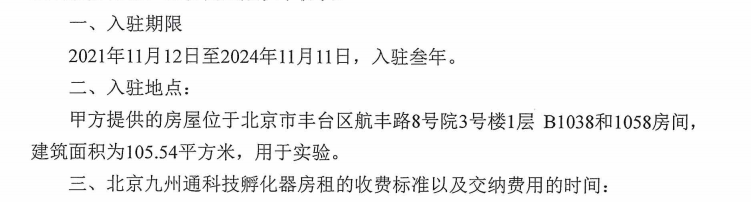 一、入驻期限
2021年11月12日至2024年11月11日，入驻叁年。
二、入驻地点：
甲方提供的房屋位于北京市丰台区航丰路8号院3号楼1层 B1038和1058房间，
建筑面积为105.54平方米，用于实验。
三、北京九州通科技孵化器房租的收费标准以及交纳费用的时间：